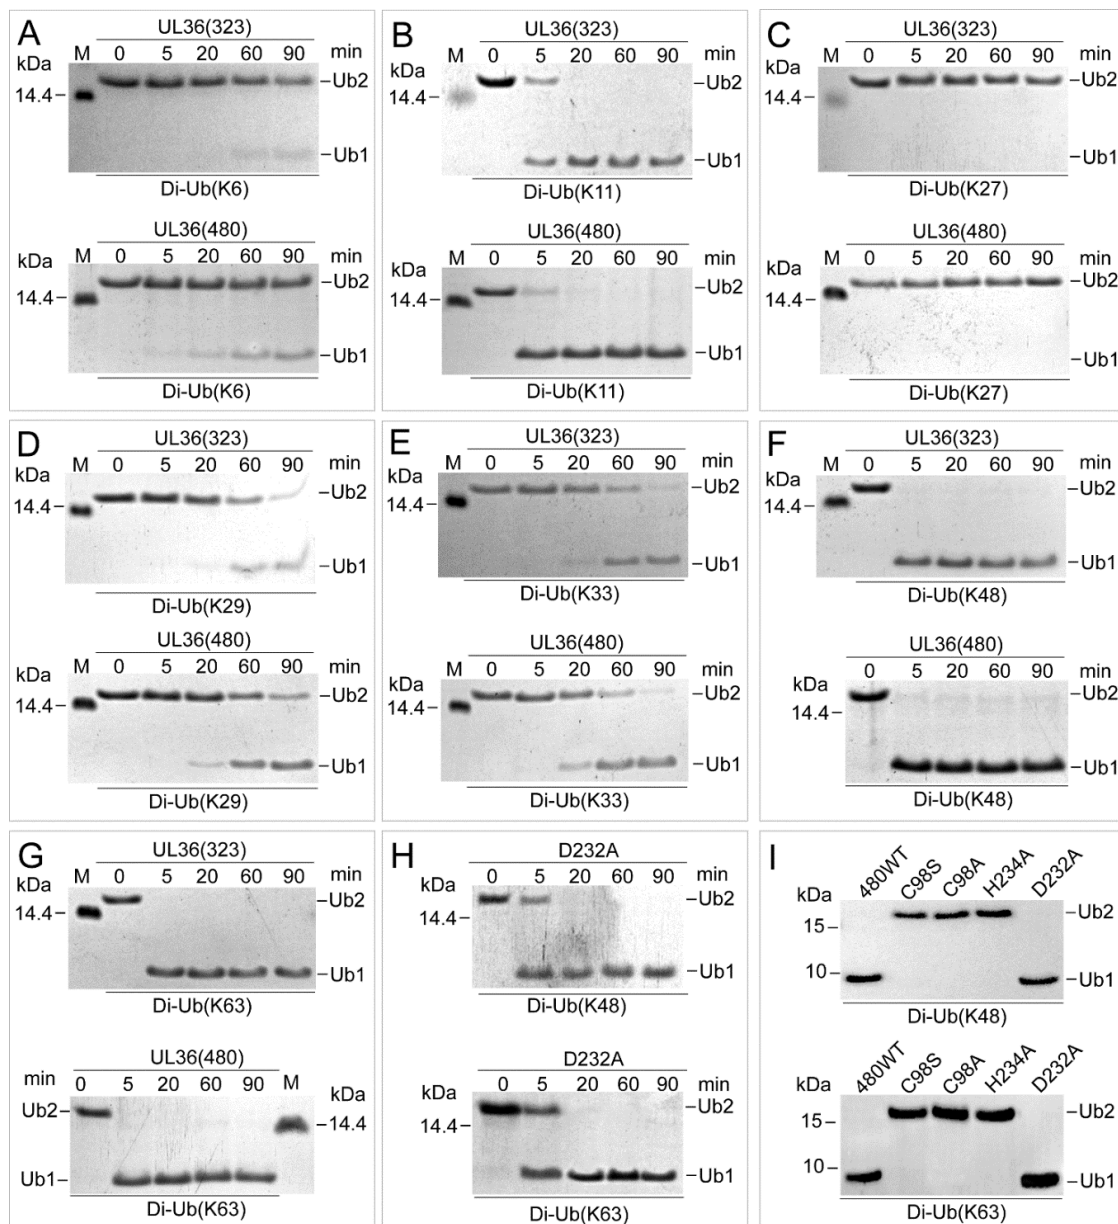 A
UL36(323)
M 0 5 20 60 90 min
kDa
14.4
Ub2
Ub1
Di-Ub(K6)
UL36(480)
M 0 5 20 60 90 min
kDa
14.4
Ub2
Ub1
Di-Ub(K6)
B
UL36(323)
M 0 5 20 60 90 min
kDa
14.4
Ub2
Ub1
Di-Ub(K11)
UL36(480)
0 5 20 60 90 min
kDa M
14.4
Ub2
Ub1
Di-Ub(K11)
C
UL36(323)
M 0 5 20 60 90 min
kDa
14.4
Ub2
Ub1
Di-Ub(K27)
UL36(480)
M 0 5 20 60 90 min
kDa
14.4
Ub2
Ub1
Di-Ub(K27)
D
UL36(323)
M 0 5 20 60 90 min
kDa
14.4
Ub2
Ub1
Di-Ub(K29)
UL36(480)
M 0 5 20 60 90 min
kDa
14.4
Ub2
Ub1
Di-Ub(K29)
E
UL36(323)
M 0 5 20 60 90 min
kDa
14.4
Ub2
Ub1
Di-Ub(K33)
UL36(480)
M 0 5 20 60 90 min
kDa
14.4
Ub2
Ub1
Di-Ub(K33)
F
UL36(323)
M 0 5 20 60 90 min
kDa
14.4
Ub2
Ub1
Di-Ub(K48)
UL36(480)
0 5 20 60 90 min
kDa
14.4
Ub2
Ub1
Di-Ub(K48)
G
UL36(323)
M 0 5 20 60 90 min
kDa
14.4
Ub2
Ub1
Di-Ub(K63)
UL36(480)
min 0 5 20 60 90 M
kDa
Ub2
14.4
Ub1
Di-Ub(K63)
H
D232A
0 5 20 60 90 min
kDa
14.4
Ub2
Ub1
Di-Ub(K48)
D232A
0 5 20 60 90 min
kDa
14.4
Ub2
Ub1
Di-Ub(K63)
I
480WT C98S C98A H234A D232A
kDa
15
Ub2
10
Ub1
Di-Ub(K48)
480WT C98S C98A H234A D232A
kDa
15
Ub2
10
Ub1
Di-Ub(K63)